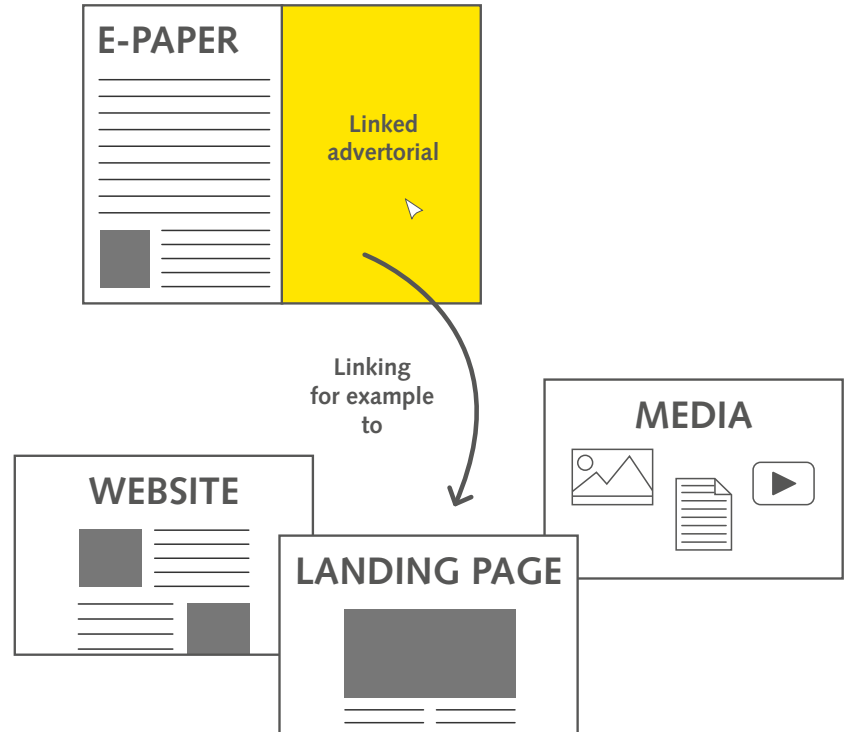 E-PAPER
Linked
advertorial
Linking
for example
to
MEDIA
WEBSITE
LANDING PAGE